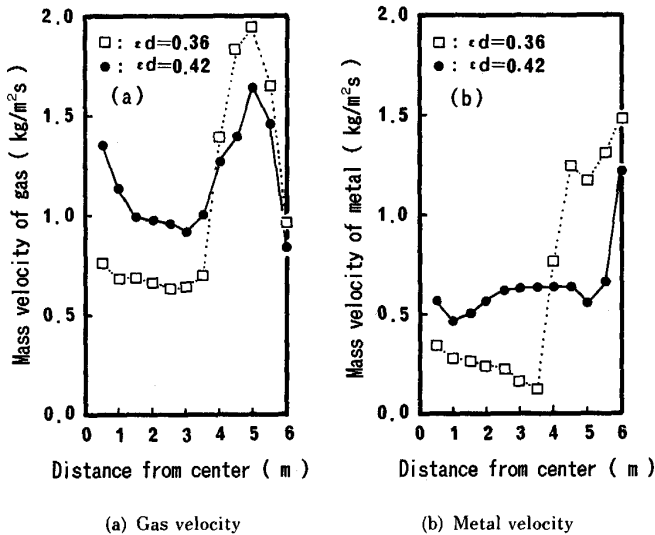 2.0
1.5
1.0
0.5
0.0
Mass velocity of gas ( kg/m²s )
□ : εd=0.36
● : εd=0.42
(a)
0 1 2 3 4 5 6
Distance from center ( m )
(a) Gas velocity
2.0
1.5
1.0
0.5
0.0
Mass velocity of metal ( kg/m²s )
□ : εd=0.36
● : εd=0.42
(b)
0 1 2 3 4 5 6
Distance from center ( m )
(b) Metal velocity